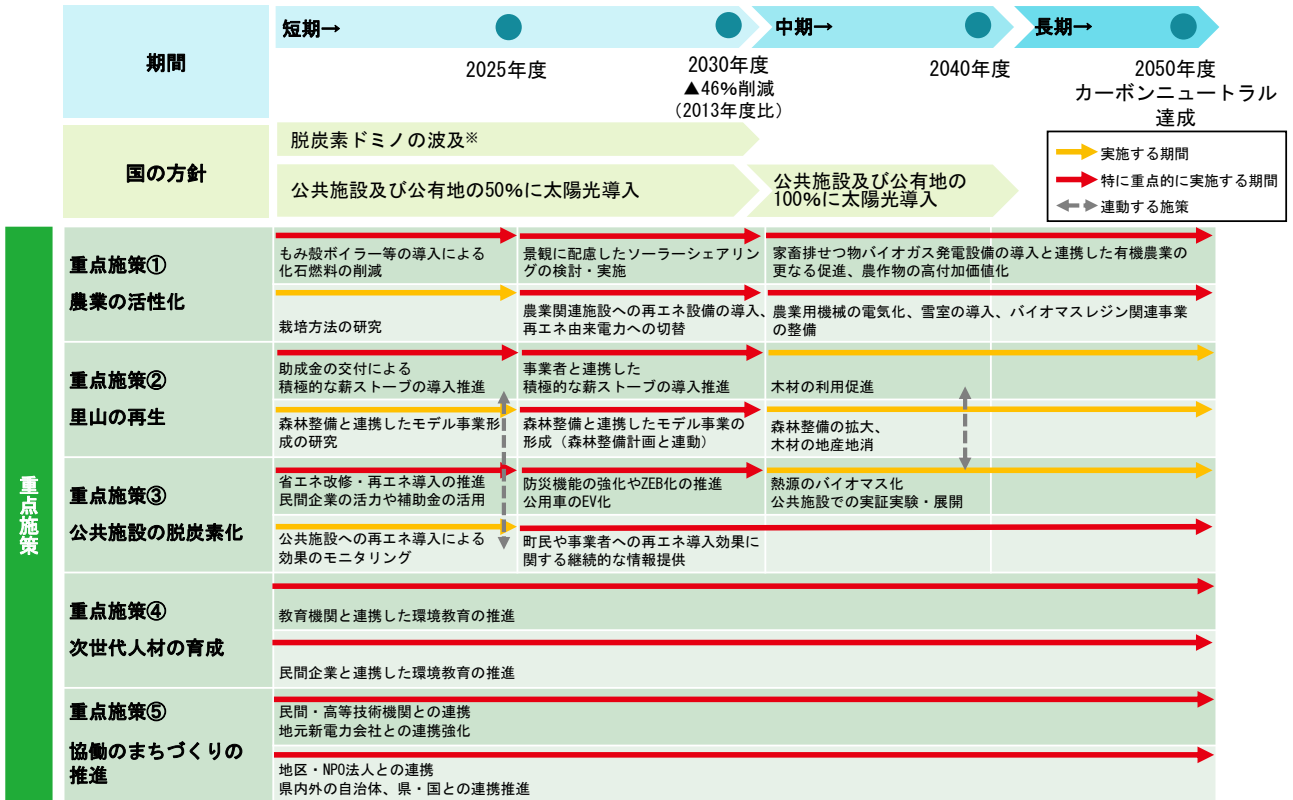 期間
短期→
中期→
長期→
2025年度
2030年度
▲46%削減
(2013年度比)
2040年度
2050年度
カーボンニュートラル
達成
国の方針
脱炭素ドミノの波及※
公共施設及び公有地の50%に太陽光導入
公共施設及び公有地の
100%に太陽光導入
実施する期間
特に重点的に実施する期間
連動する施策
重点施策
重点施策①
農業の活性化
もみ殻ボイラー等の導入による
化石燃料の削減
景観に配慮したソーラーシェアリン
グの検討・実施
家畜排せつ物バイオガス発電設備の導入と連携した有機農業の
更なる促進、農作物の高付加価値化
栽培方法の研究
農業関連施設への再エネ設備の導入、
再エネ由来電力への切替
農業用機械の電気化、雪室の導入、バイオマスレジン関連事業
の整備
重点施策②
里山の再生
助成金の交付による
積極的な薪ストーブの導入推進
事業者と連携した
積極的な薪ストーブの導入推進
木材の利用促進
森林整備と連携したモデル事業形
成の研究
森林整備と連携したモデル事業の
形成（森林整備計画と連動）
森林整備の拡大、
木材の地産地消
重点施策③
公共施設の脱炭素化
省エネ改修・再エネ導入の推進
民間企業の活力や補助金の活用
防災機能の強化やZEB化の推進
公用車のEV化
熱源のバイオマス化
公共施設での実証実験・展開
公共施設への再エネ導入による
効果のモニタリング
町民や事業者への再エネ導入効果に
関する継続的な情報提供
重点施策④
次世代人材の育成
教育機関と連携した環境教育の推進
民間企業と連携した環境教育の推進
重点施策⑤
協働のまちづくりの
推進
民間・高等技術機関との連携
地元新電力会社との連携強化
地区・NPO法人との連携
県内外の自治体、県・国との連携推進